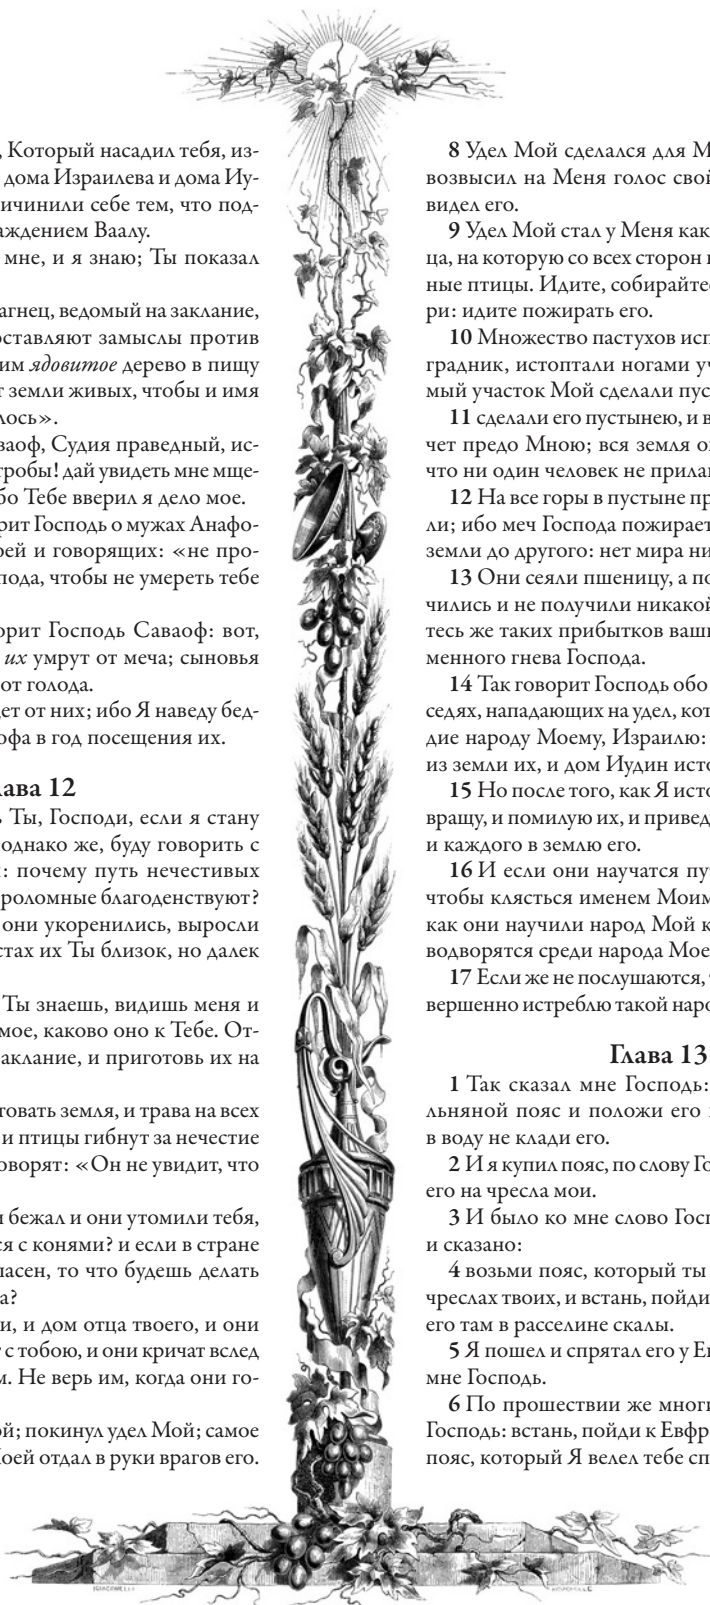 , Который насадил тебя, из-
дома Израилева и дома Иу-
ичинили себе тем, что под-
аждением Ваалу.
мне, и я знаю; Ты показал
агнец, ведомый на заклание,
оставляют замыслы против
им ядовитое дерево в пищу
т земли живых, чтобы и имя
лось».
ваоф, Судия праведный, ис-
тробы! дай увидеть мне мще-
бо Тебе вверил я дело мое.
рит Господь о мужах Анафо-
ей и говорящих: «не про-
пода, чтобы не умереть тебе
орит Господь Саваоф: вот,
их умрут от меча; сыновья
от голода.
ет от них; ибо Я наведу бед-
офа в год посещения их.
лава 12
ь Ты, Господи, если я стану
однако же, буду говорить с
: почему путь нечестивых
роломные благоденствуют?
они укоренились, выросли
стах их Ты близок, но далек
Ты знаешь, видишь меня и
мое, каково оно к Тебе. От-
аклание, и приготовь их на
товать земля, и трава на всех
и птицы гибнут за нечестие
оворят: «Он не увидит, что
и бежал и они утомили тебя,
ся с конями? и если в стране
пасен, то что будешь делать
а?
и, и дом отца твоего, и они
т с тобою, и они кричат вслед
м. Не верь им, когда они го-
ой; покинул удел Мой; самое
Моей отдал в руки врагов его.
8 Удел Мой сделался для М
возвысил на Меня голос свой
видел его.
9 Удел Мой стал у Меня как
ца, на которую со всех сторон н
ные птицы. Идите, собирайтес
ри: идите пожирать его.
10 Множество пастухов исп
градник, истоптали ногами уч
мый участок Мой сделали пус
11 сделали его пустынею, и в
чет предо Мною; вся земля оп
что ни один человек не прилаг
12 На все горы в пустыне пр
ли; ибо меч Господа пожирает
земли до другого: нет мира ни
13 Они сеяли пшеницу, а по
чились и не получили никакой
тесь же таких прибытков ваши
менного гнева Господа.
14 Так говорит Господь обо
седях, нападающих на удел, кот
дие народу Моему, Израилю:
из земли их, и дом Иудин исто
15 Но после того, как Я исто
вращу, и помилую их, и приведу
и каждого в землю его.
16 И если они научатся пут
чтобы клясться именем Моим
как они научили народ Мой к
водворятся среди народа Мое
17 Если же не послушаются, т
вершенно истреблю такой наро
Глава 13
1 Так сказал мне Господь:
льняной пояс и положи его н
в воду не клади его.
2 И я купил пояс, по слову Го
его на чресла мои.
3 И было ко мне слово Госп
и сказано:
4 возьми пояс, который ты
чреслах твоих, и встань, пойди
его там в расселине скалы.
5 Я пошел и спрятал его у Ев
мне Господь.
6 По прошествии же многи
Господь: встань, пойди к Евфр
пояс, который Я велел тебе сп